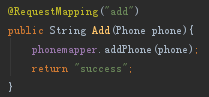 @RequestMapping("add")
public String Add(Phone phone){
phonemapper.addPhone(phone);
return "success";
}